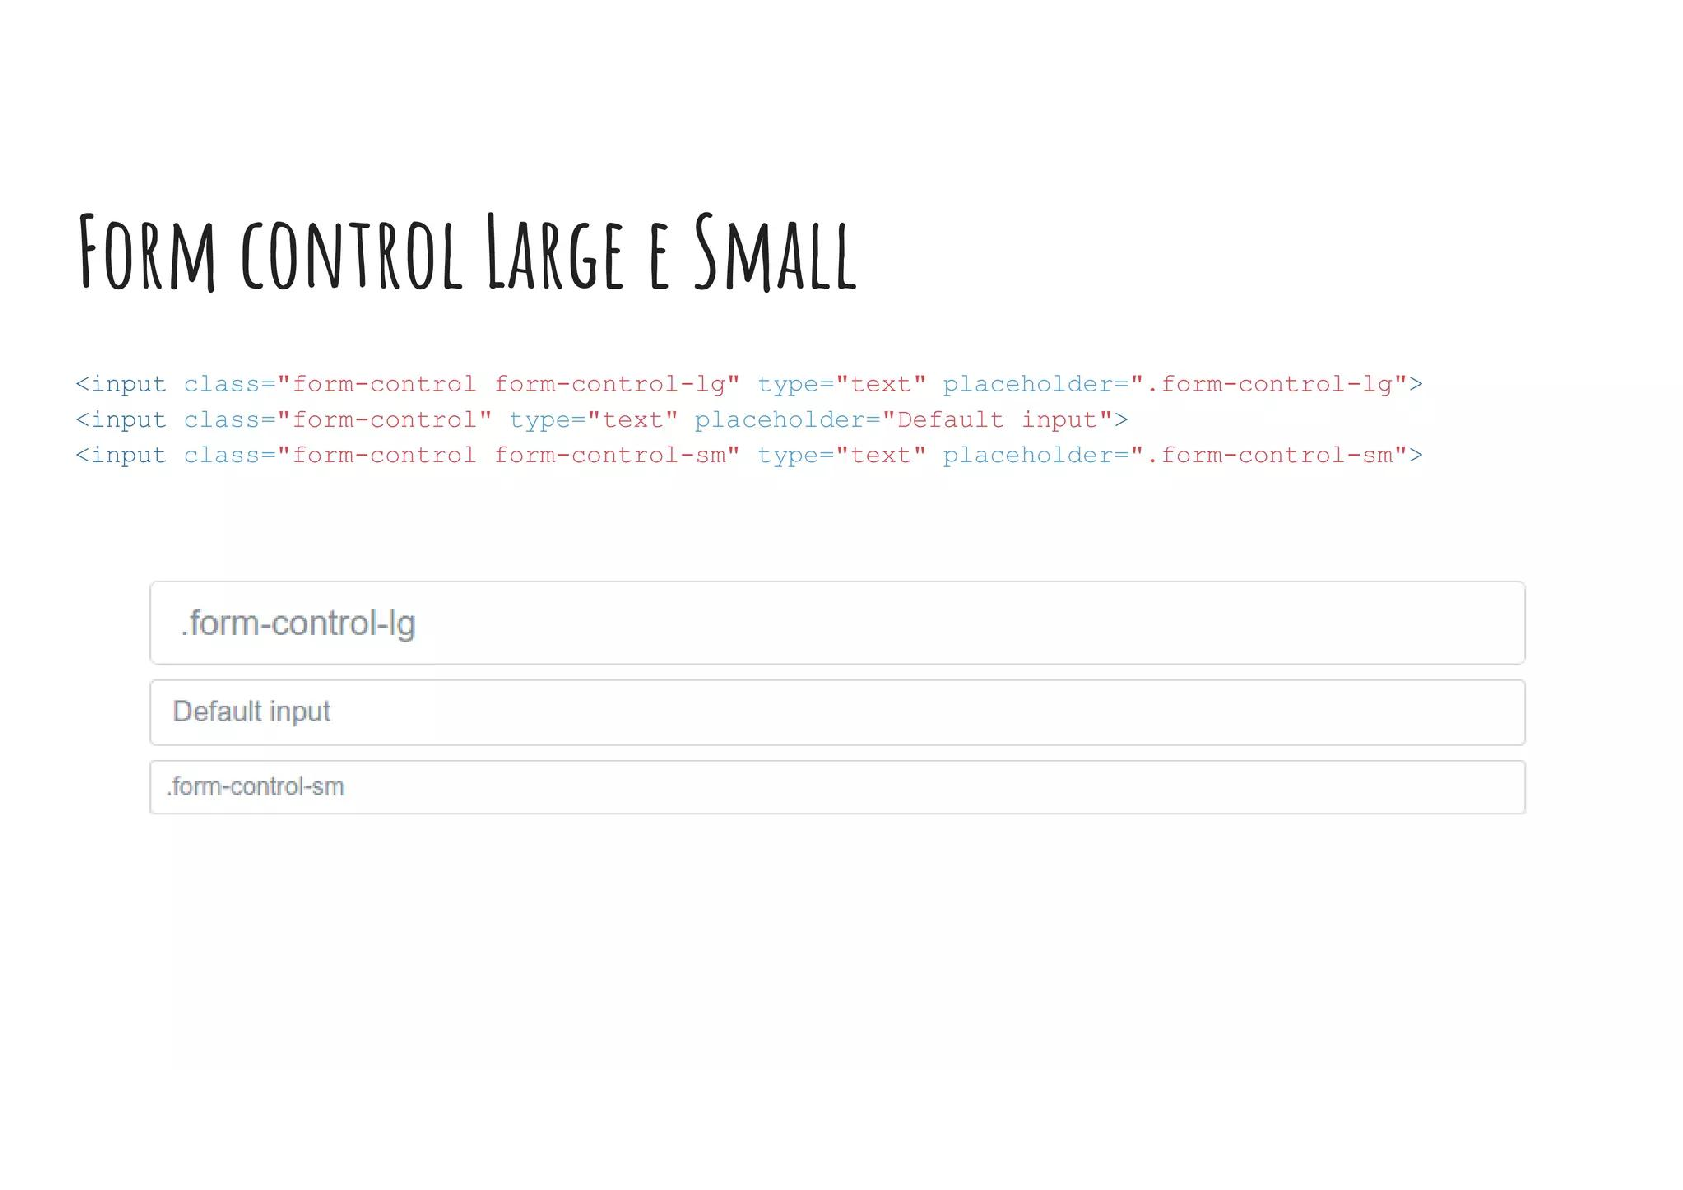 Form control Large e Small
<input class="form-control form-control-lg" type="text" placeholder=".form-control-lg">
<input class="form-control" type="text" placeholder="Default input">
<input class="form-control form-control-sm" type="text" placeholder=".form-control-sm">
.form-control-lg
Default input
.form-control-sm